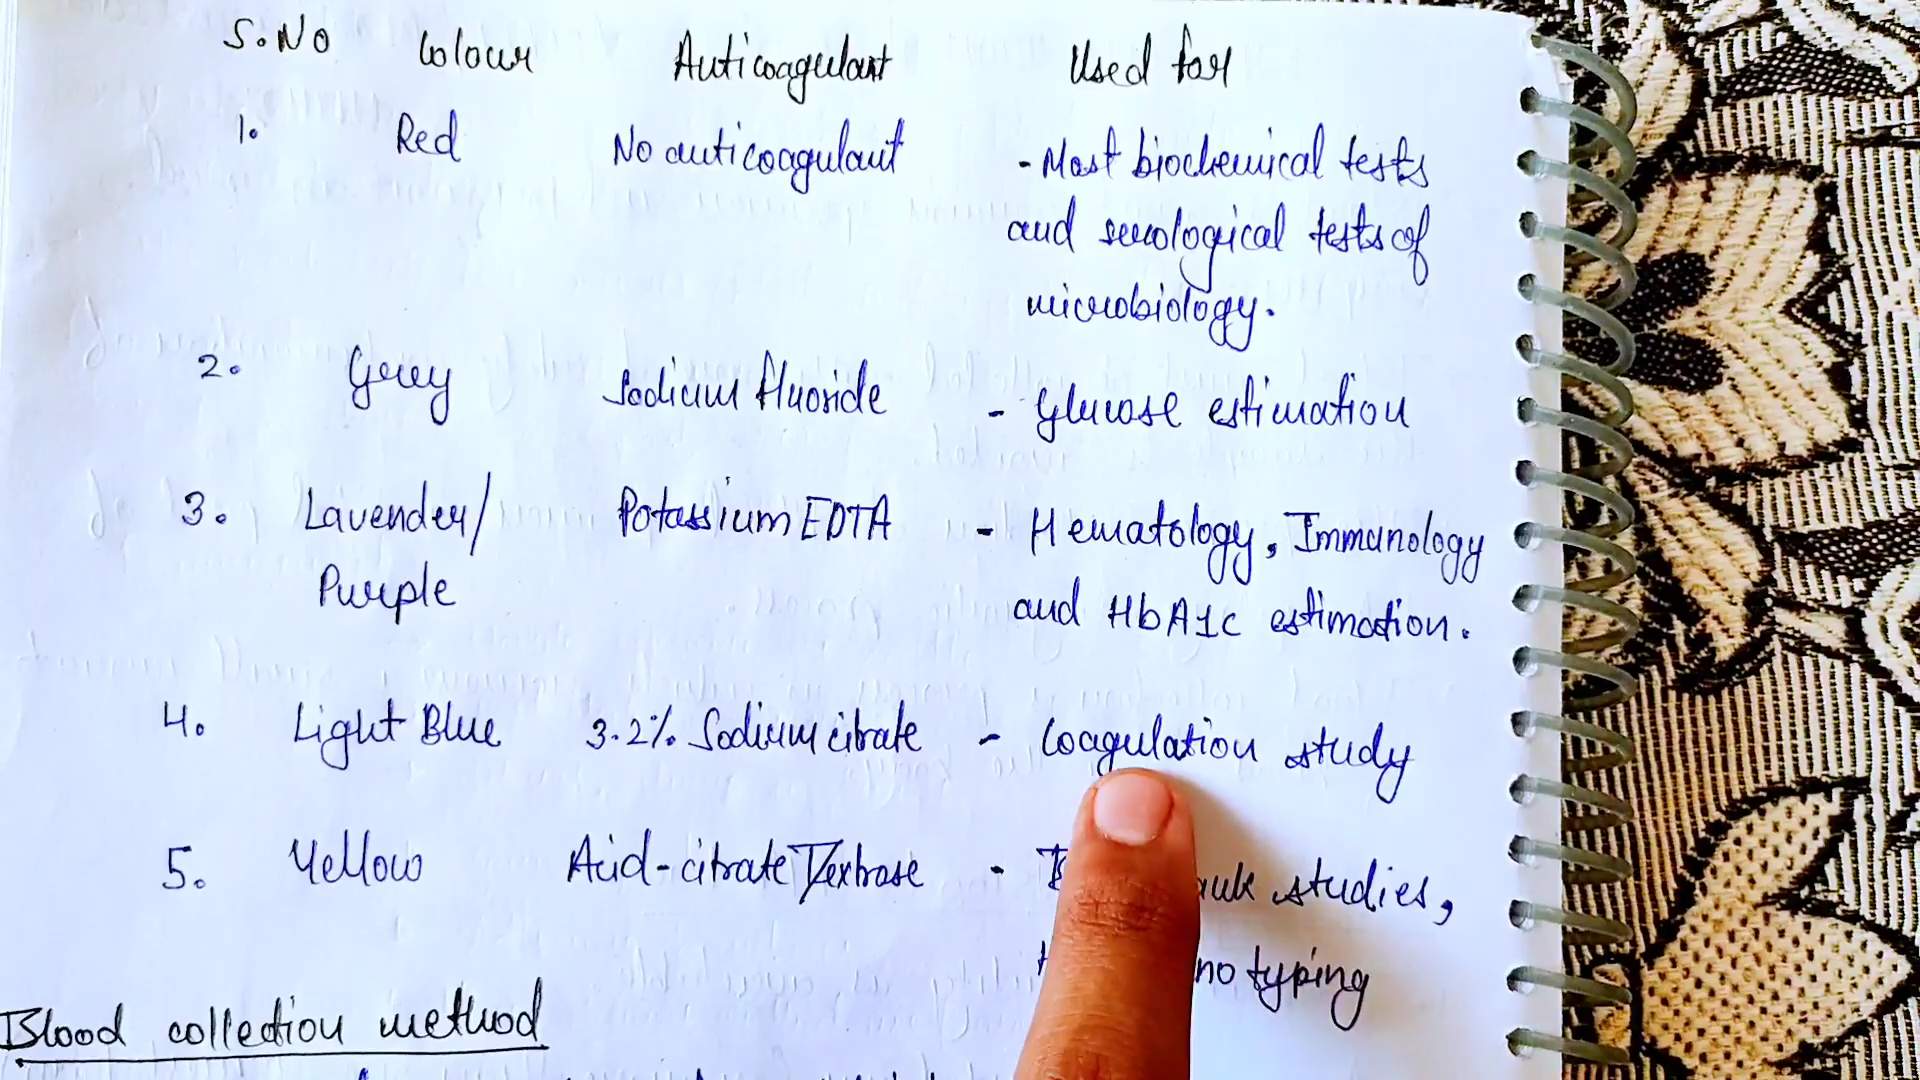 S.No Colour Anticoagulant Used for
1. Red No anticoagulant - Most biochemical tests
and serological tests of
microbiology.
2. Grey Sodium fluoride - Glucose estimation
3. Lavender/ Potassium EDTA - Hematology, Immunology
Purple and HbA1c estimation.
4. Light Blue 3.2% Sodium citrate - Coagulation study
5. Yellow Acid-citrate Dextrose - studies,
typing
Blood collection method